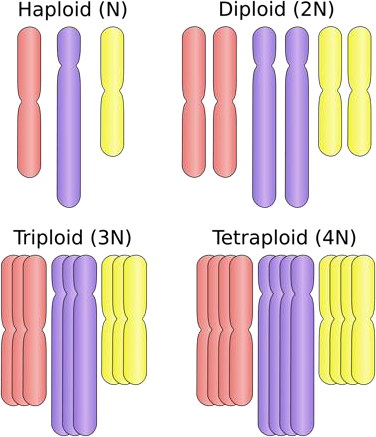 Haploid (N)
Diploid (2N)
Triploid (3N)
Tetraploid (4N)